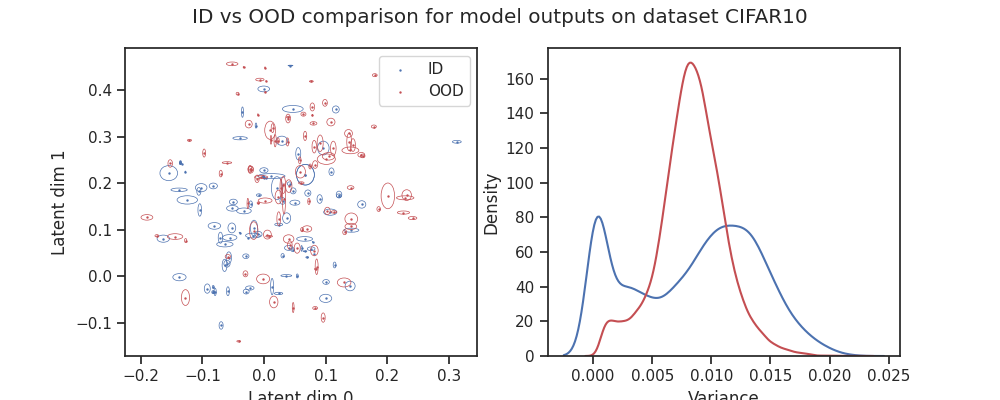 ID vs OOD comparison for model outputs on dataset CIFAR10
ID
OOD
Latent dim 1
0.4
0.3
0.2
0.1
0.0
−0.1
−0.2 −0.1 0.0 0.1 0.2 0.3
Latent dim 0
Density
160
140
120
100
80
60
40
20
0
0.000 0.005 0.010 0.015 0.020 0.025
Variance